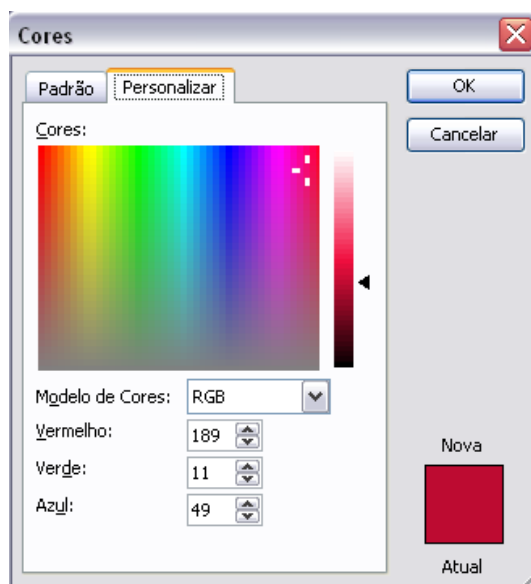 Cores
Padrão Personalizar
OK
Cores:
Cancelar
Modelo de Cores: RGB
Vermelho: 189
Verde: 11
Azul: 49
Nova
Atual